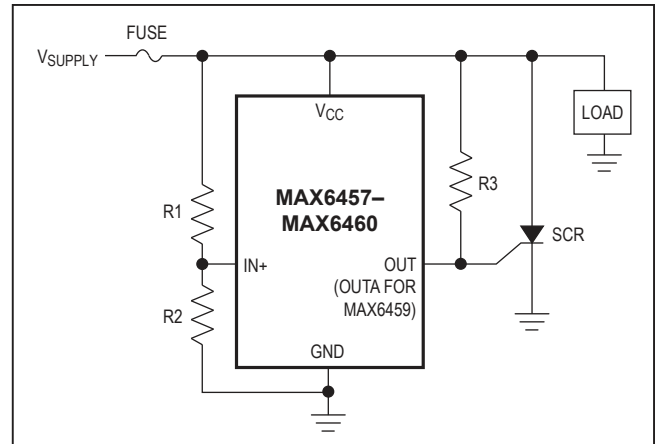 FUSE
VSUPPLY
VCC
LOAD
MAX6457–
MAX6460
R3
R1
SCR
IN+
OUT
(OUTA FOR
MAX6459)
R2
GND